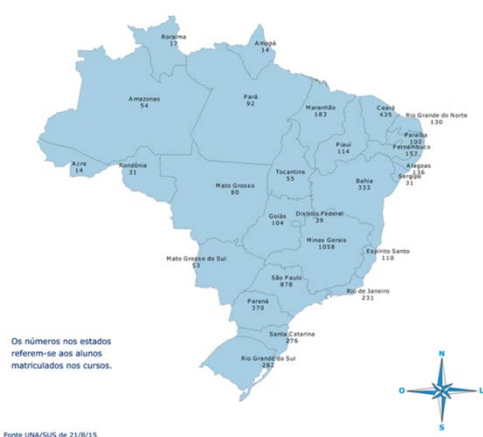 Roraima
17
Amapá
14
Amazonas
54
Pará
92
Maranhão
183
Ceará
435
Rio Grande do Norte
130
Paraíba
102
Piauí
114
Pernambuco
157
Acre
14
Rondônia
31
Tocantins
55
Alagoas
136
Sergipe
31
Mato Grosso
80
Bahia
333
Goiás
104
Distrito Federal
39
Minas Gerais
1058
Espírito Santo
110
Mato Grosso do Sul
53
São Paulo
878
Rio de Janeiro
231
Paraná
370
Santa Catarina
276
Rio Grande do Sul
282
Os números nos estados
referem-se aos alunos
matriculados nos cursos.
N
O
L
S
Fonte UNA/SUS de 21/8/15